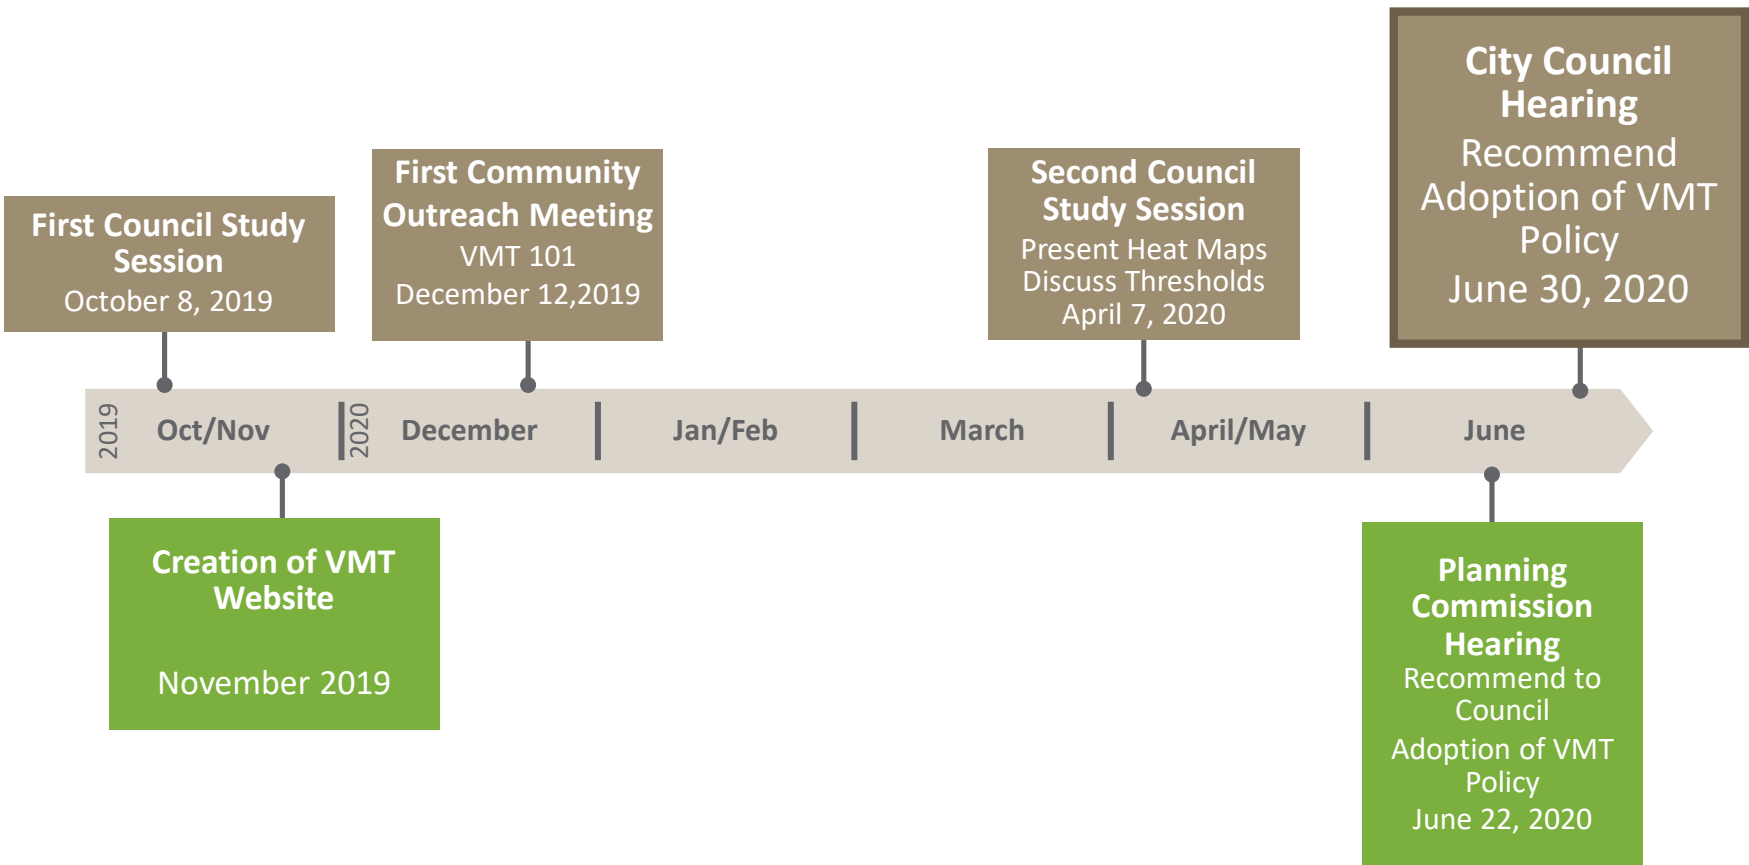 First Council Study
Session
October 8, 2019
First Community
Outreach Meeting
VMT 101
December 12,2019
Second Council
Study Session
Present Heat Maps
Discuss Thresholds
April 7, 2020
City Council
Hearing
Recommend
Adoption of VMT
Policy
June 30, 2020
2019
Oct/Nov
2020
December
Jan/Feb
March
April/May
June
Creation of VMT
Website
November 2019
Planning
Commission
Hearing
Recommend to
Council
Adoption of VMT
Policy
June 22, 2020